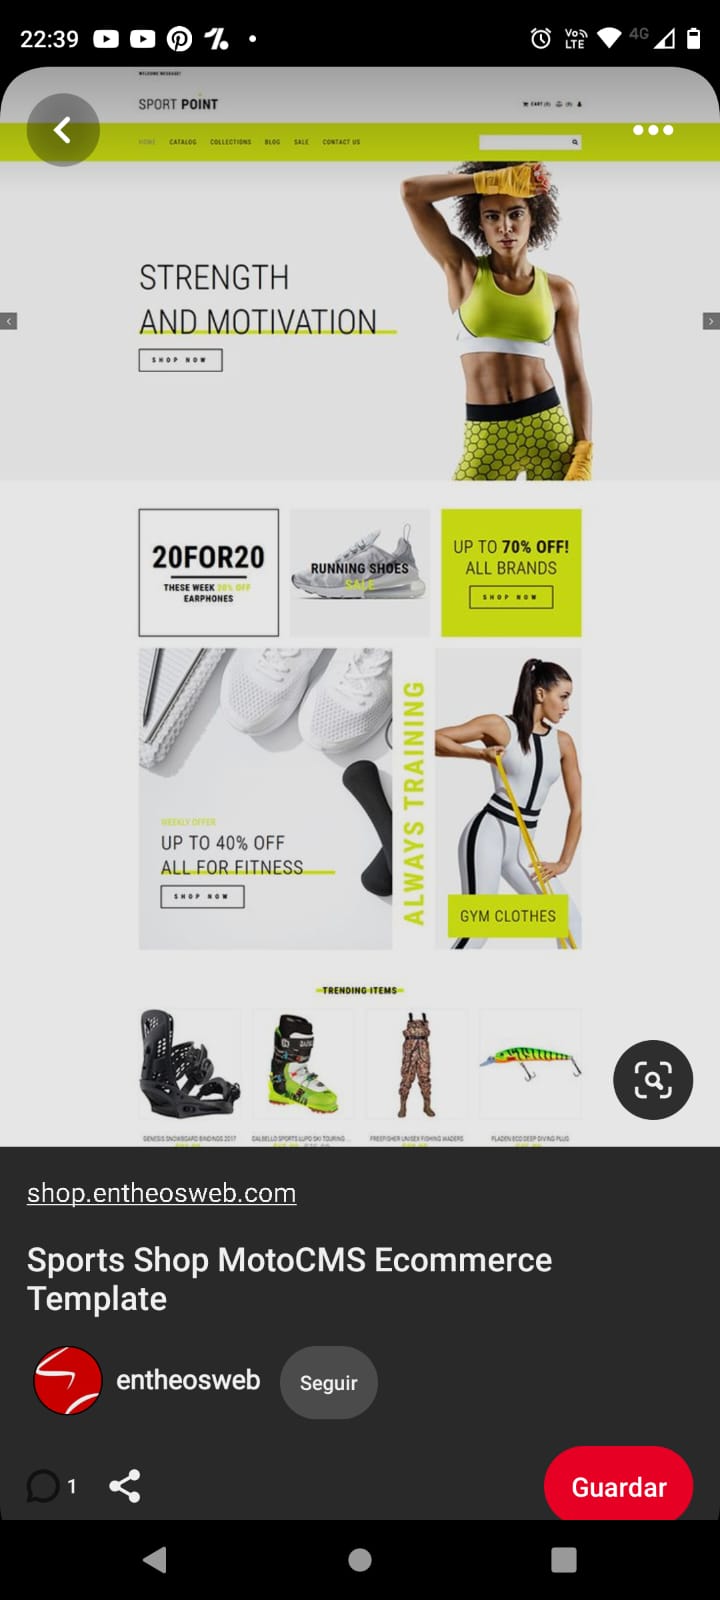 22:39
Vo LTE
4G
WELCOME MESSAGE!
SPORT POINT
CART (0) (0)
HOME CATALOG COLLECTIONS BLOG SALE CONTACT US
STRENGTH
AND MOTIVATION
SHOP NOW
20FOR20
THESE WEEK 20% OFF
EARPHONES
RUNNING SHOES
SALE
UP TO 70% OFF!
ALL BRANDS
SHOP NOW
WEEKLY OFFER
UP TO 40% OFF
ALL FOR FITNESS
SHOP NOW
ALWAYS TRAINING
GYM CLOTHES
TRENDING ITEMS
GENESIS SNOWBOARD BINDINGS 2017
DALBELLO SPORTS LUPO SKI TOURING ...
FREEFISHER UNISEX FISHING WADERS
FLADEN ECO DEEP DIVING PLUG
shop.entheosweb.com
Sports Shop MotoCMS Ecommerce
Template
entheosweb
Seguir
1
Guardar